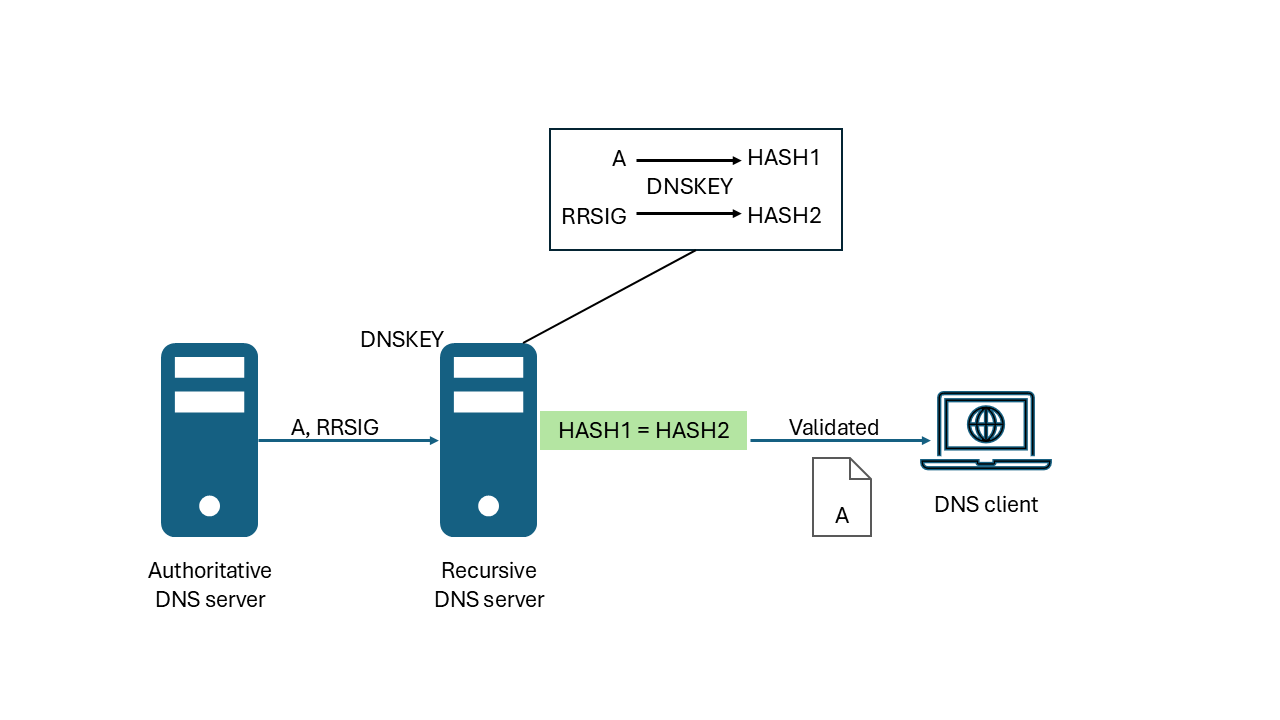 A HASH1
DNSKEY
RRSIG HASH2
DNSKEY
A, RRSIG
HASH1 = HASH2
Validated
A
DNS client
Authoritative
DNS server
Recursive
DNS server